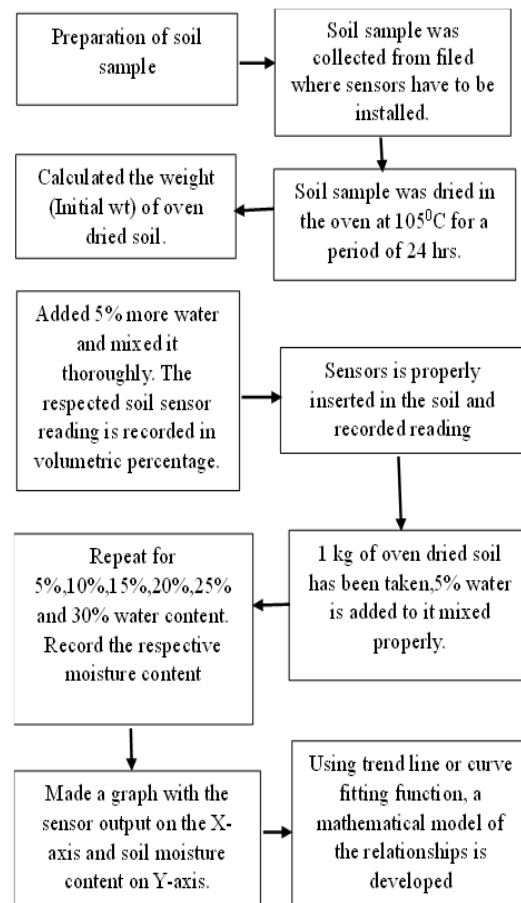 Preparation of soil
sample
Soil sample was
collected from filed
where sensors have to be
installed.
Soil sample was dried in
the oven at 105⁰C for a
period of 24 hrs.
Calculated the weight
(Initial wt) of oven
dried soil.
Added 5% more water
and mixed it
thoroughly. The
respected soil sensor
reading is recorded in
volumetric percentage.
Sensors is properly
inserted in the soil and
recorded reading
1 kg of oven dried soil
has been taken,5% water
is added to it mixed
properly.
Repeat for
5%,10%,15%,20%,25%
and 30% water content.
Record the respective
moisture content
Made a graph with the
sensor output on the X-
axis and soil moisture
content on Y-axis.
Using trend line or curve
fitting function, a
mathematical model of
the relationships is
developed